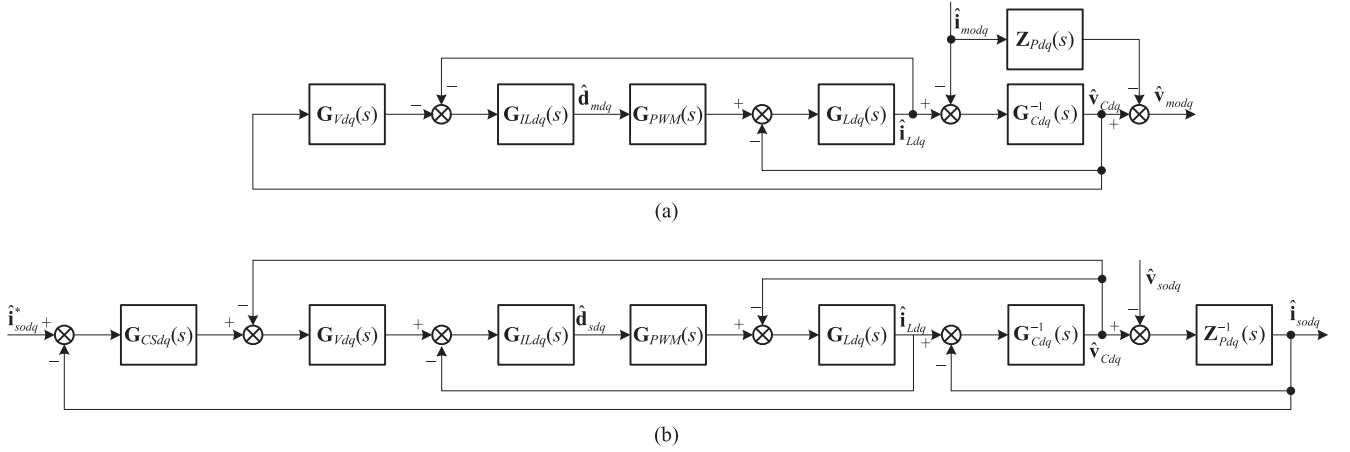 î_modq
Z_Pdq(s)
−
−
−
G_Vdq(s)
−
G_ILdq(s)
d̂_mdq
G_PWM(s)
+
−
G_Ldq(s)
î_Ldq
+
G_Cdq^−1(s)
v̂_Cdq
+
v̂_modq
(a)
î*_sodq
+
−
G_CSdq(s)
+
−
G_Vdq(s)
+
−
G_ILdq(s)
d̂_sdq
G_PWM(s)
+
−
G_Ldq(s)
î_Ldq
+
−
G_Cdq^−1(s)
v̂_Cdq
+
−
v̂_sodq
Z_Pdq^−1(s)
î_sodq
(b)